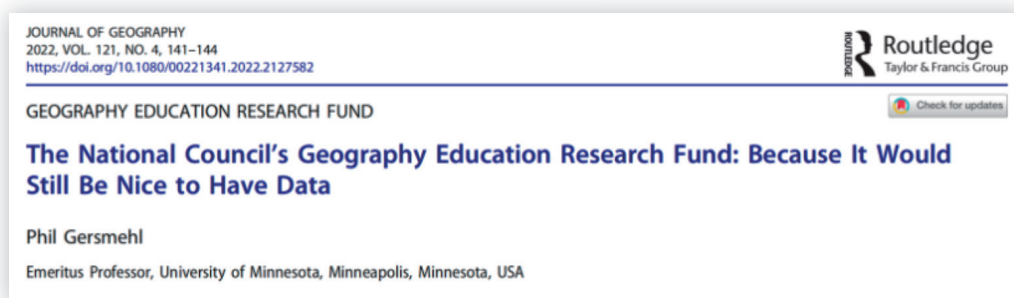 JOURNAL OF GEOGRAPHY
2022, VOL. 121, NO. 4, 141–144
https://doi.org/10.1080/00221341.2022.2127582
ROUTLEDGE
Routledge
Taylor & Francis Group
GEOGRAPHY EDUCATION RESEARCH FUND
Check for updates
The National Council's Geography Education Research Fund: Because It Would
Still Be Nice to Have Data
Phil Gersmehl
Emeritus Professor, University of Minnesota, Minneapolis, Minnesota, USA